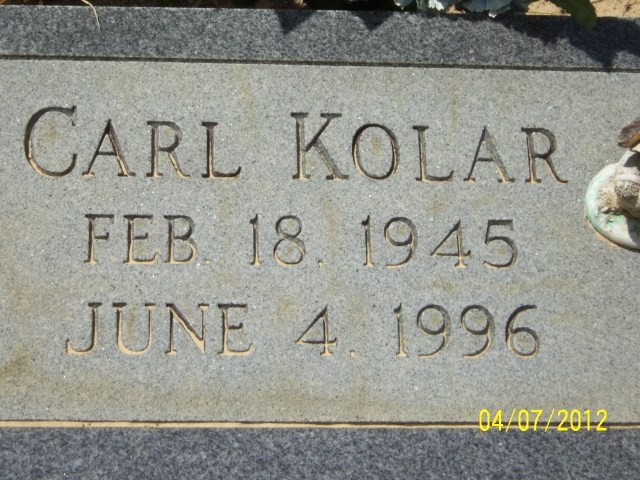 CARL KOLAR
FEB. 18, 1945
JUNE 4, 1996
04/07/2012